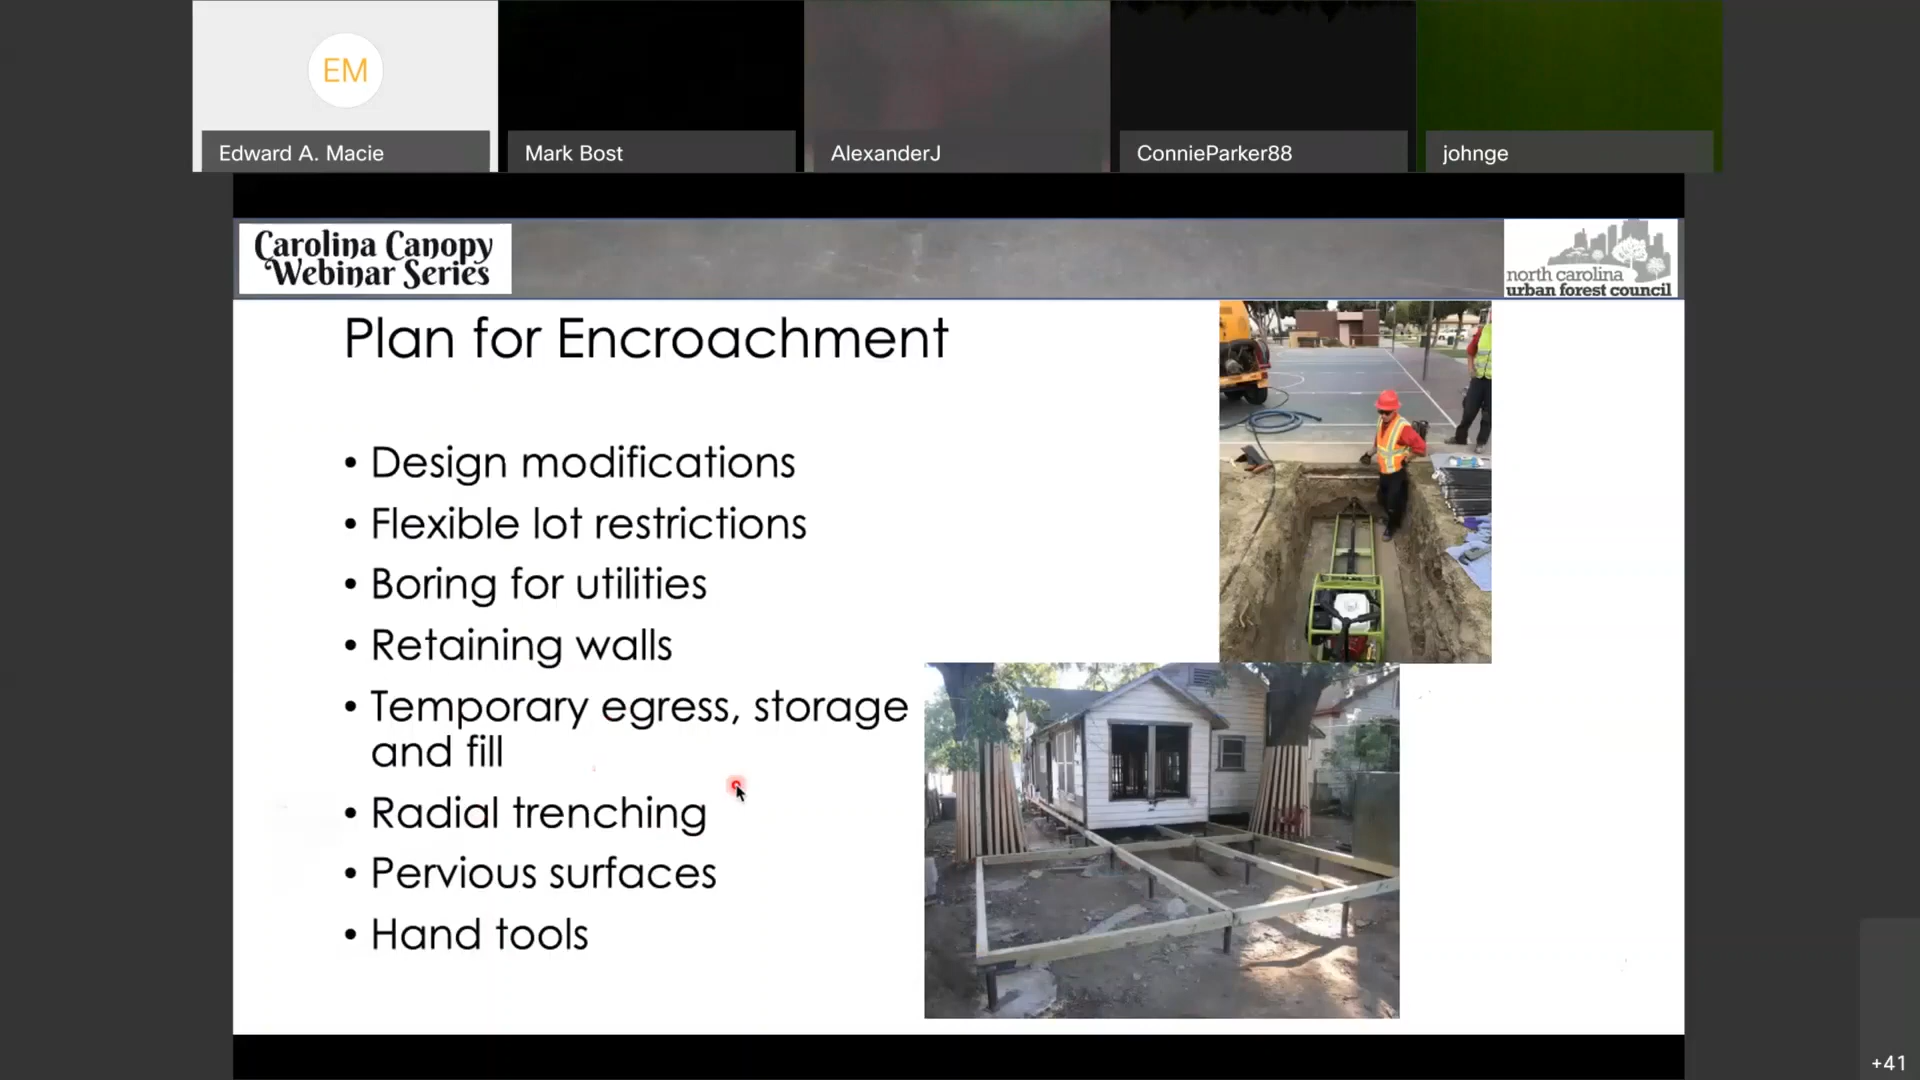 EM
Edward A. Macie
Mark Bost
AlexanderJ
ConnieParker88
johnge
Carolina Canopy
Webinar Series
north carolina
urban forest council
Plan for Encroachment
• Design modifications
• Flexible lot restrictions
• Boring for utilities
• Retaining walls
• Temporary egress, storage
and fill
• Radial trenching
• Pervious surfaces
• Hand tools
+41